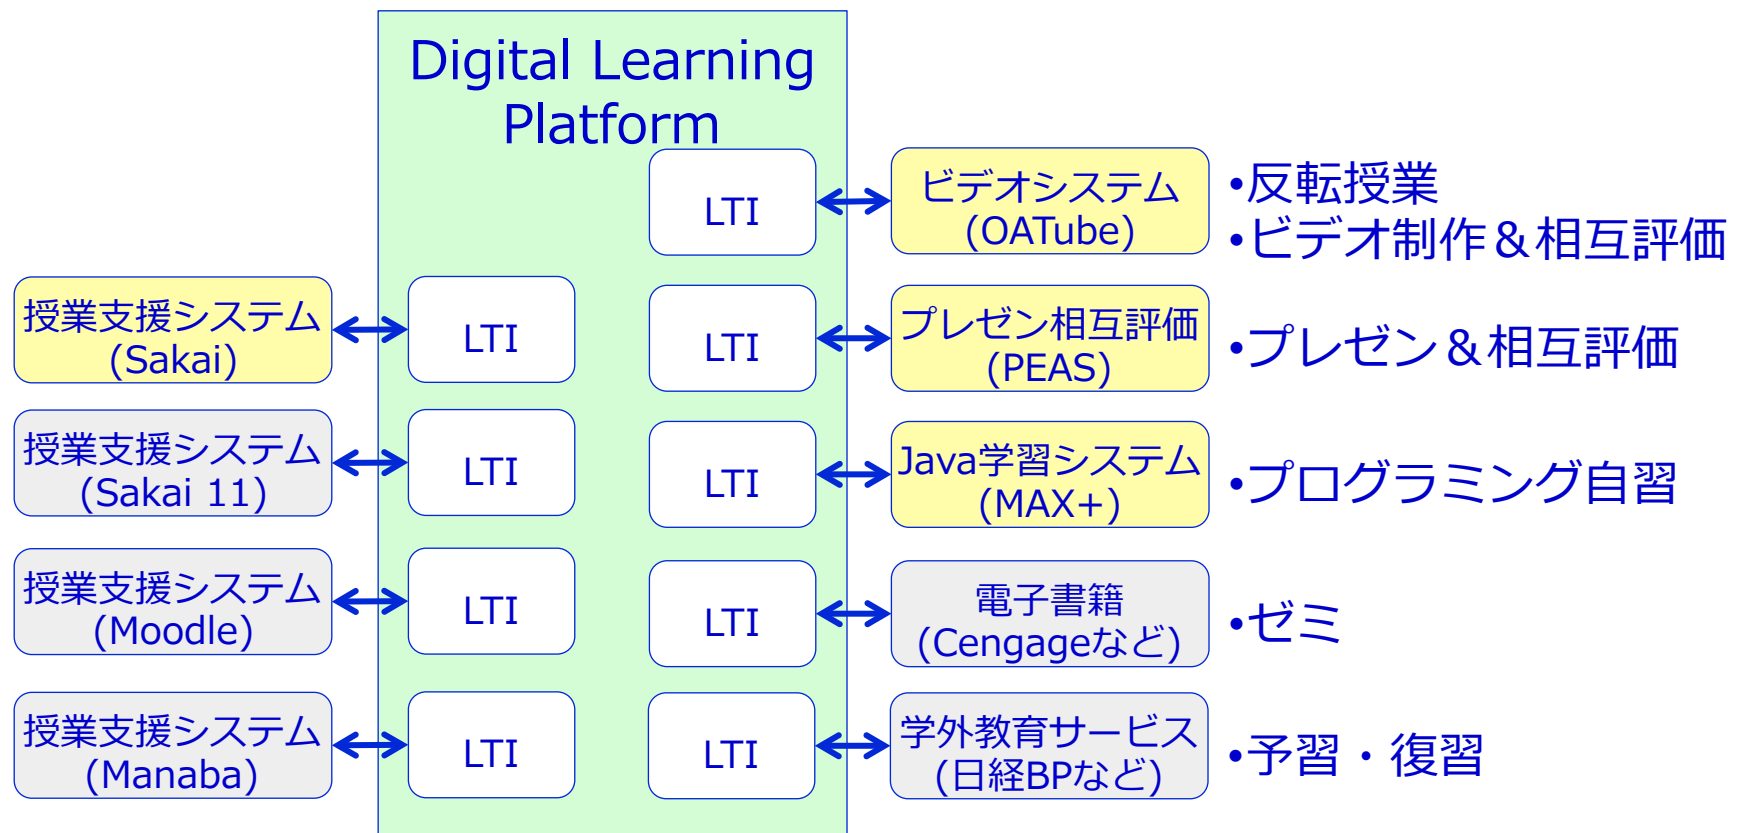 Digital Learning
Platform
LTI
ビデオシステム
(OATube)
•反転授業
•ビデオ制作＆相互評価
授業支援システム
(Sakai)
LTI
LTI
プレゼン相互評価
(PEAS)
•プレゼン＆相互評価
授業支援システム
(Sakai 11)
LTI
LTI
Java学習システム
(MAX+)
•プログラミング自習
授業支援システム
(Moodle)
LTI
LTI
電子書籍
(Cengageなど)
•ゼミ
授業支援システム
(Manaba)
LTI
LTI
学外教育サービス
(日経BPなど)
•予習・復習